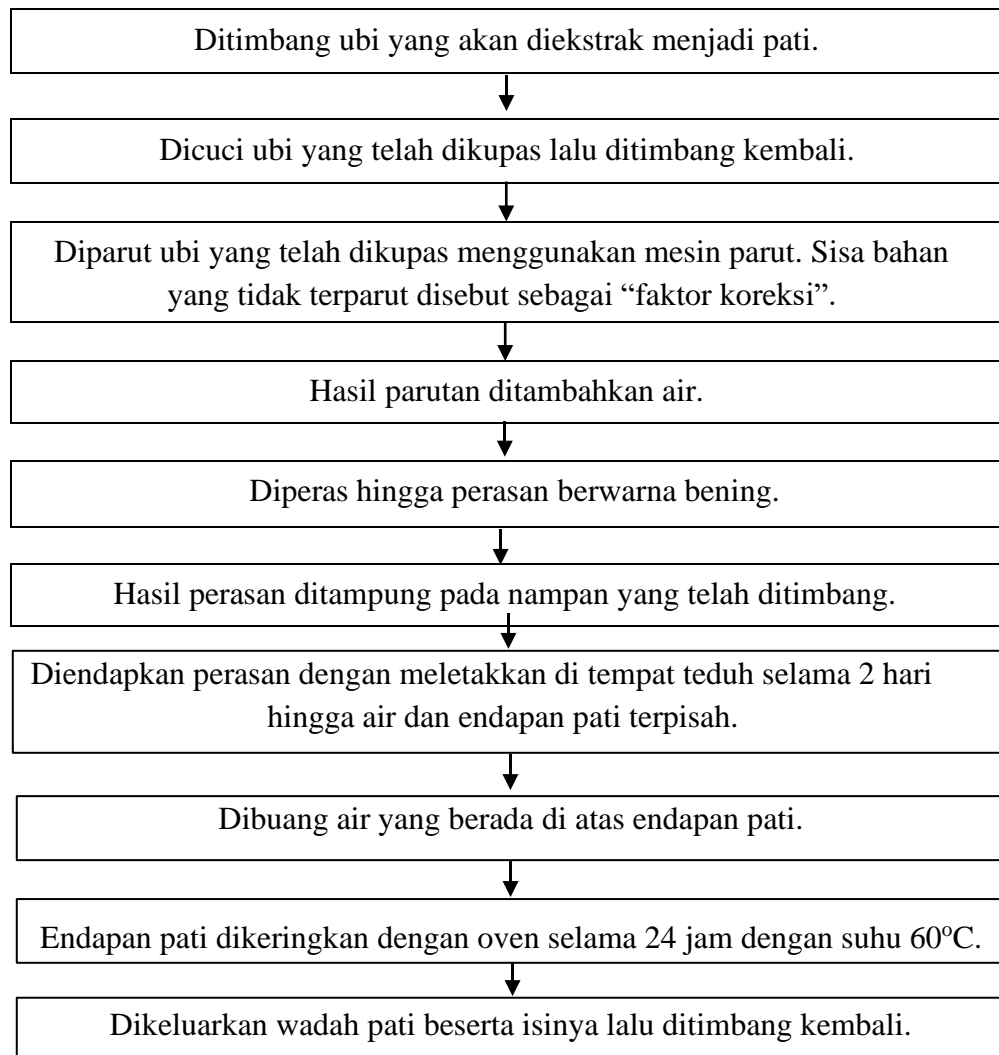 Ditimbang ubi yang akan diekstrak menjadi pati.
Dicuci ubi yang telah dikupas lalu ditimbang kembali.
Diparut ubi yang telah dikupas menggunakan mesin parut. Sisa bahan
yang tidak terparut disebut sebagai “faktor koreksi”.
Hasil parutan ditambahkan air.
Diperas hingga perasan berwarna bening.
Hasil perasan ditampung pada nampan yang telah ditimbang.
Diendapkan perasan dengan meletakkan di tempat teduh selama 2 hari
hingga air dan endapan pati terpisah.
Dibuang air yang berada di atas endapan pati.
Endapan pati dikeringkan dengan oven selama 24 jam dengan suhu 60°C.
Dikeluarkan wadah pati beserta isinya lalu ditimbang kembali.